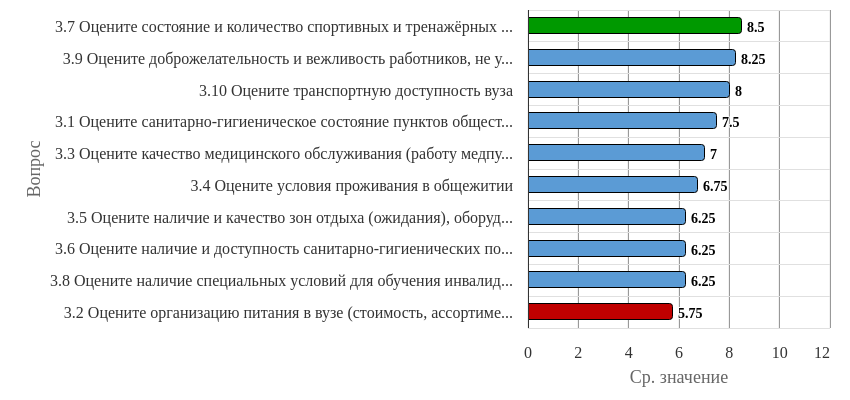 3.7 Оцените состояние и количество спортивных и тренажёрных ... 8.5
3.9 Оцените доброжелательность и вежливость работников, не у... 8.25
3.10 Оцените транспортную доступность вуза 8
3.1 Оцените санитарно-гигиеническое состояние пунктов общест... 7.5
3.3 Оцените качество медицинского обслуживания (работу медпу... 7
3.4 Оцените условия проживания в общежитии 6.75
3.5 Оцените наличие и качество зон отдыха (ожидания), оборуд... 6.25
3.6 Оцените наличие и доступность санитарно-гигиенических по... 6.25
3.8 Оцените наличие специальных условий для обучения инвалид... 6.25
3.2 Оцените организацию питания в вузе (стоимость, ассортиме... 5.75
Вопрос
0 2 4 6 8 10 12
Ср. значение